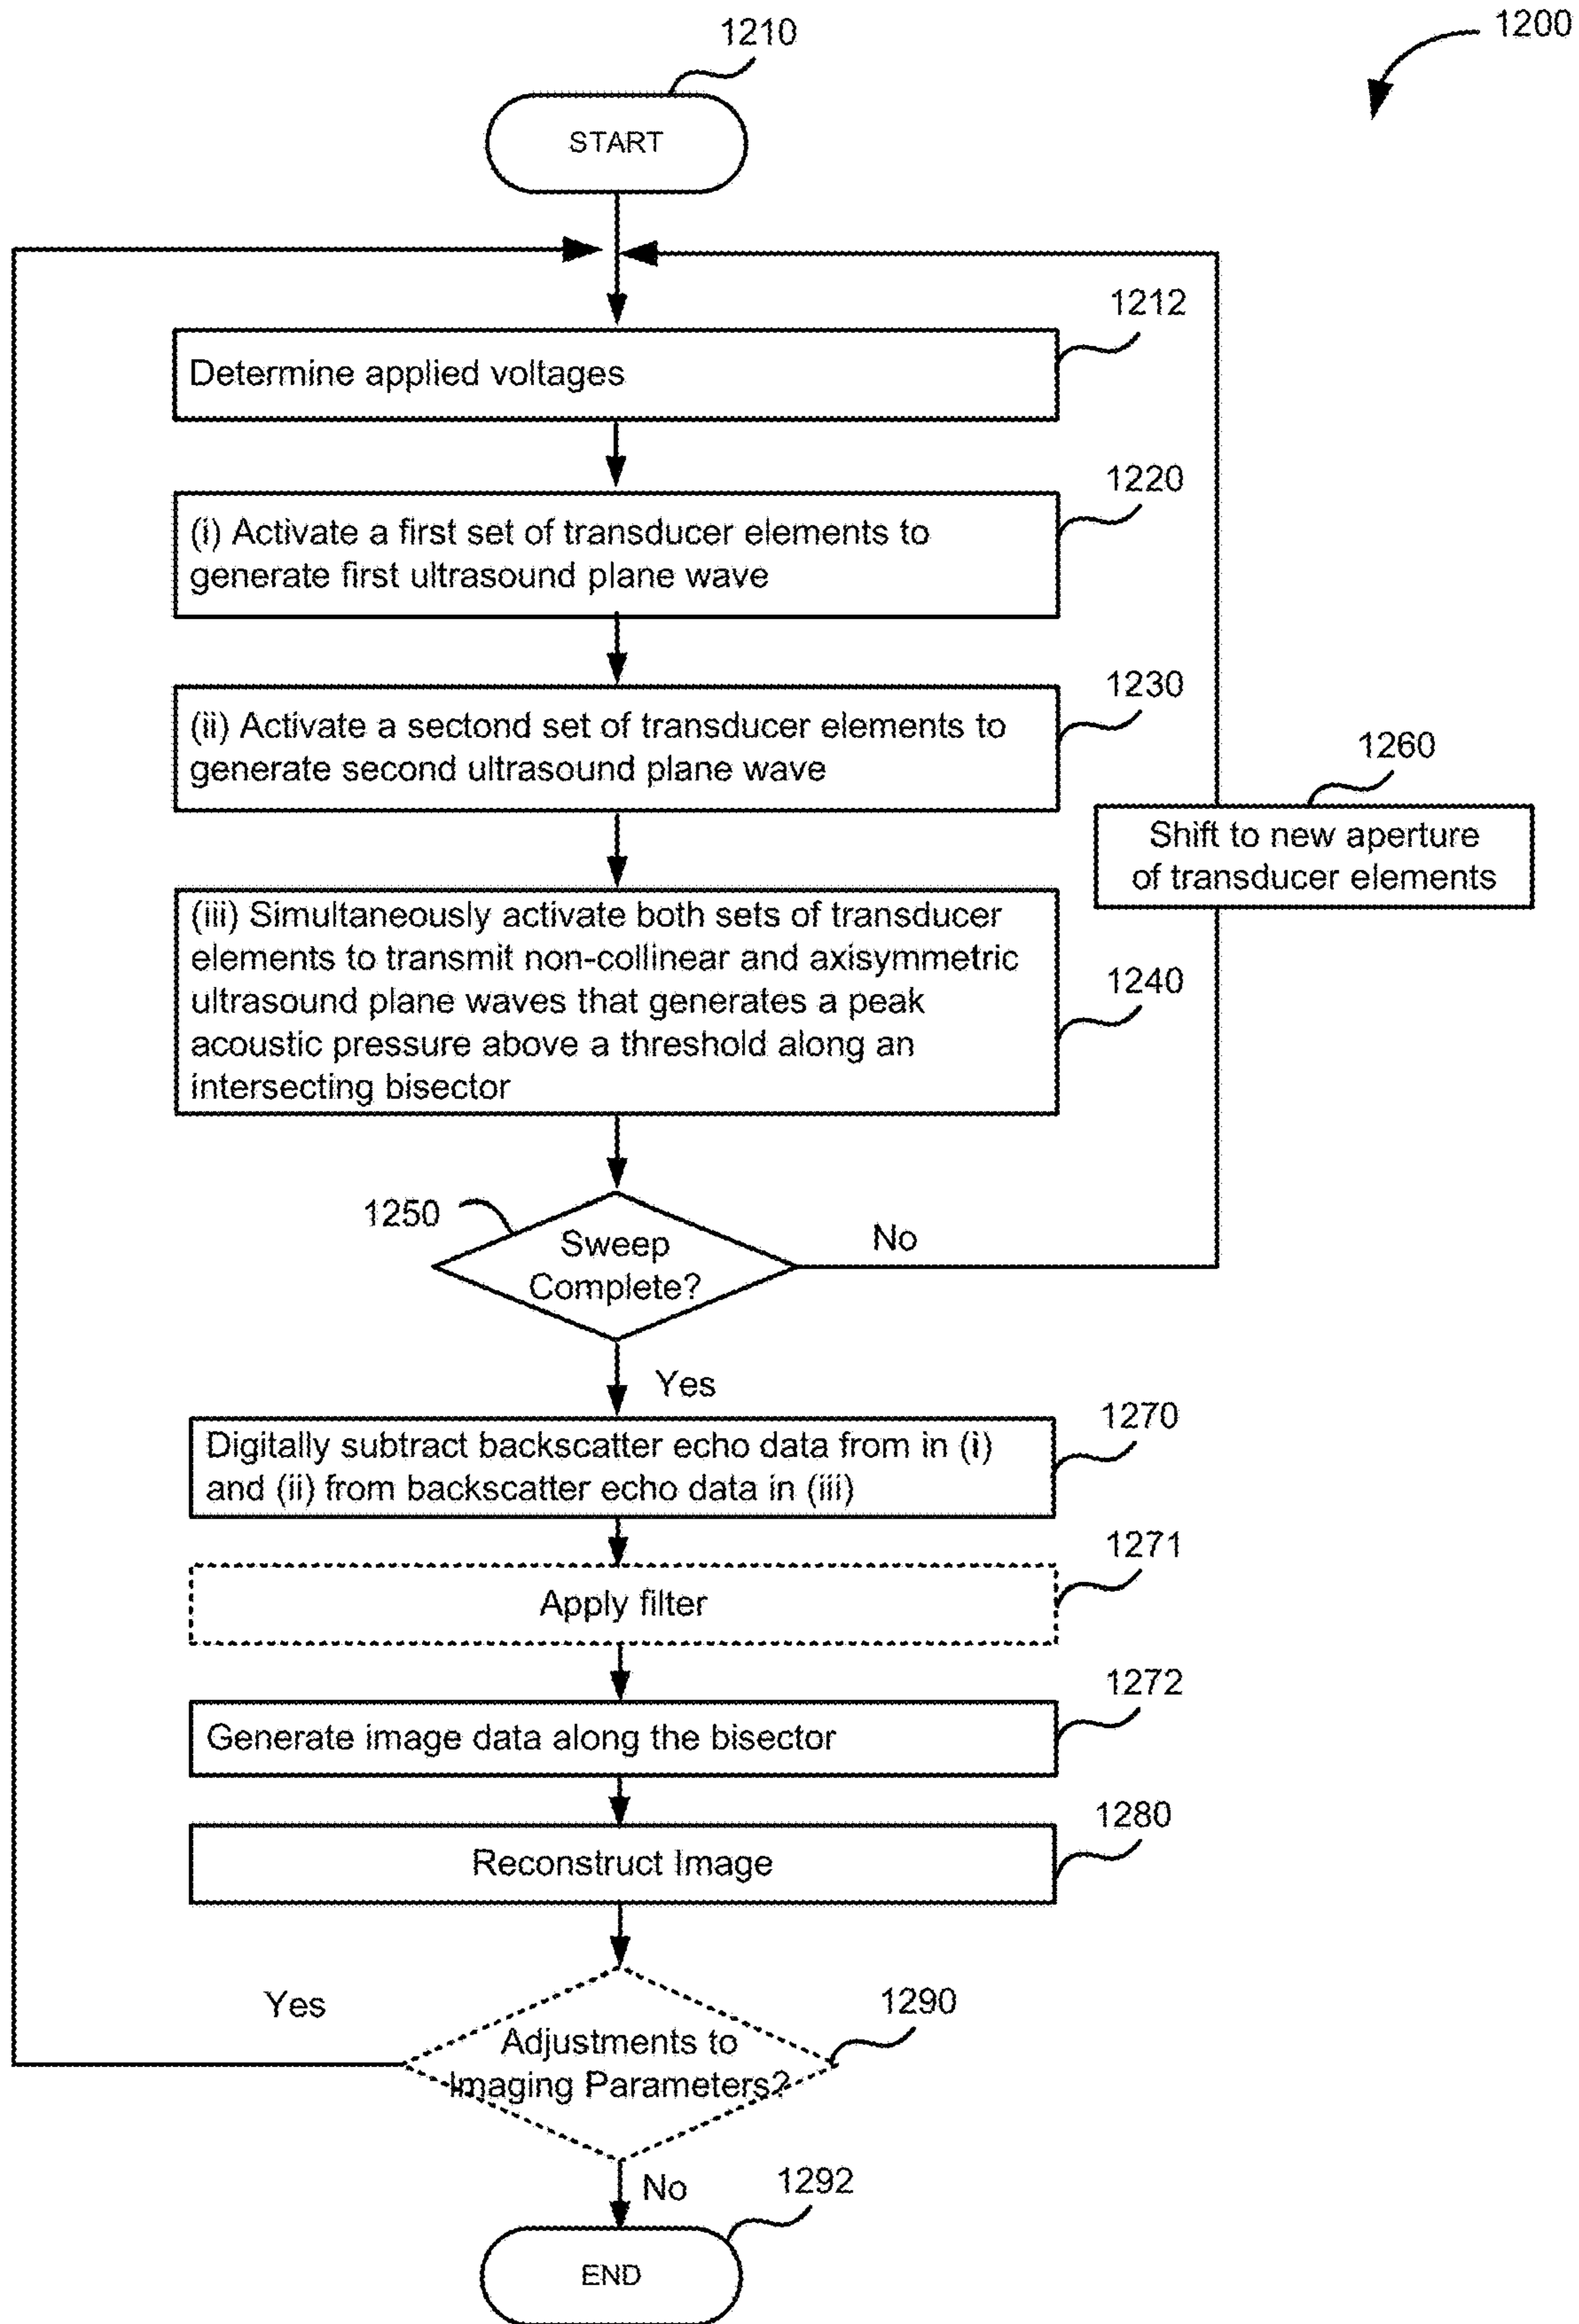 1200
1210
START
1212
Determine applied voltages
1220
(i) Activate a first set of transducer elements to
generate first ultrasound plane wave
1230
(ii) Activate a sectond set of transducer elements to
generate second ultrasound plane wave
1260
Shift to new aperture
of transducer elements
(iii) Simultaneously activate both sets of transducer
elements to transmit non-collinear and axisymmetric
ultrasound plane waves that generates a peak
acoustic pressure above a threshold along an
intersecting bisector
1240
1250
Sweep
Complete?
No
Yes
1270
Digitally subtract backscatter echo data from in (i)
and (ii) from backscatter echo data in (iii)
1271
Apply filter
1272
Generate image data along the bisector
1280
Reconstruct Image
Yes
1290
Adjustments to
Imaging Parameters?
No
1292
END